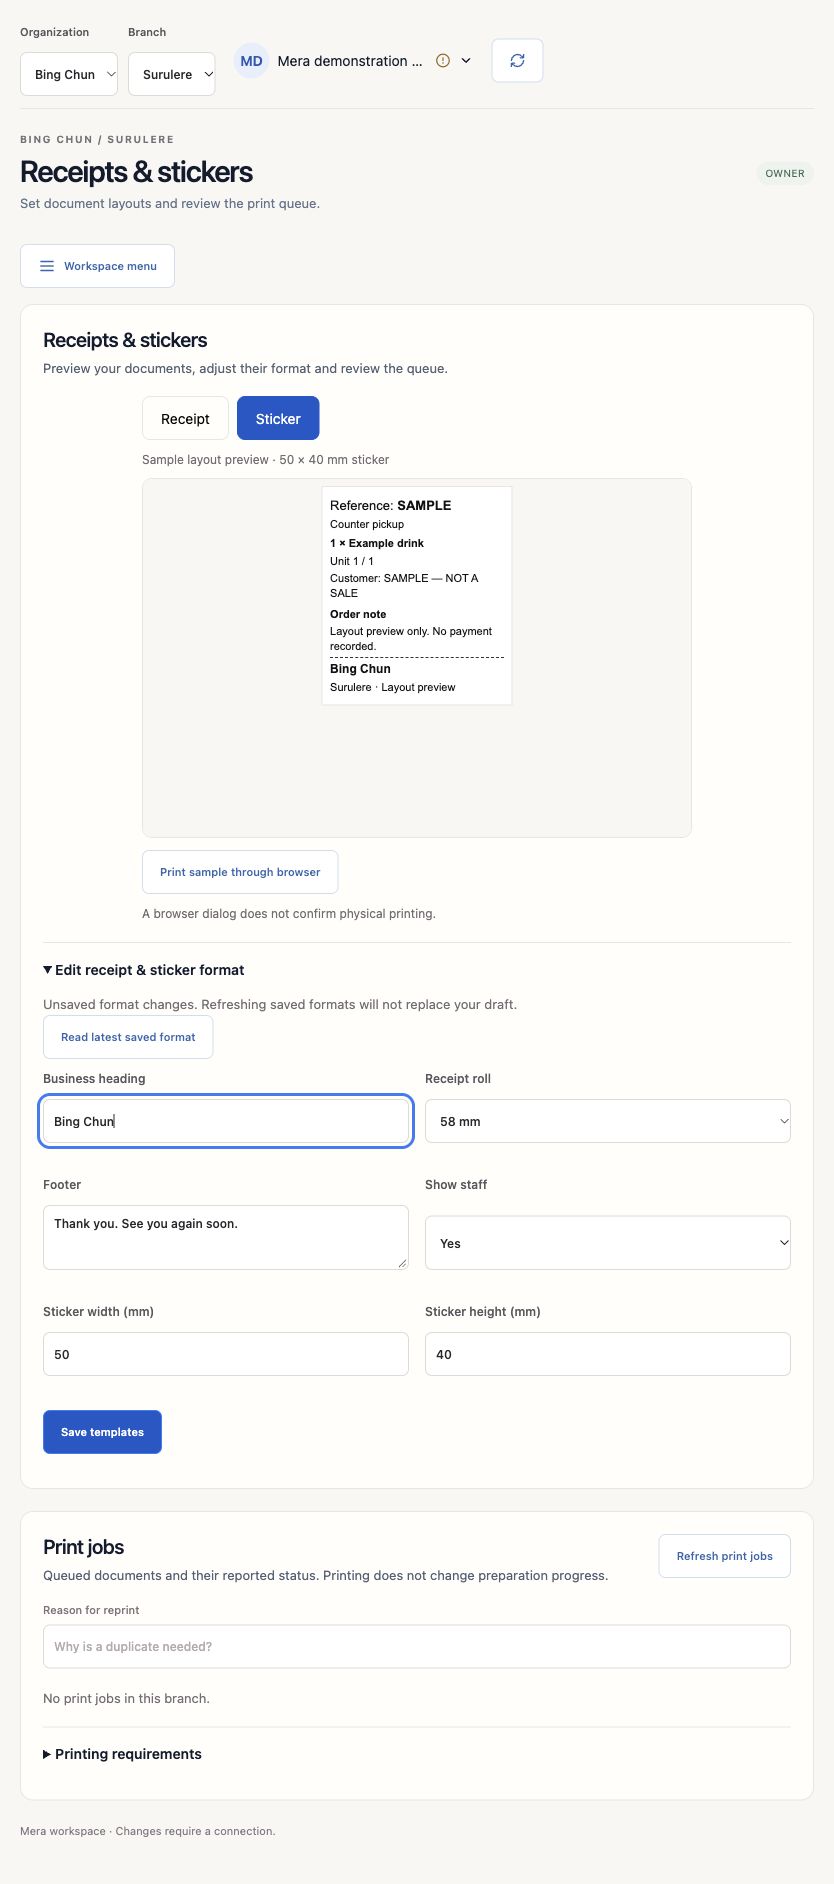 Organization
Branch
Bing Chun
Surulere
MD
Mera demonstration ...
BING CHUN / SURULERE
Receipts & stickers
OWNER
Set document layouts and review the print queue.
Workspace menu
Receipts & stickers
Preview your documents, adjust their format and review the queue.
Receipt
Sticker
Sample layout preview · 50 × 40 mm sticker
Reference: SAMPLE
Counter pickup
1 × Example drink
Unit 1 / 1
Customer: SAMPLE — NOT A
SALE
Order note
Layout preview only. No payment
recorded.
Bing Chun
Surulere · Layout preview
Print sample through browser
A browser dialog does not confirm physical printing.
Edit receipt & sticker format
Unsaved format changes. Refreshing saved formats will not replace your draft.
Read latest saved format
Business heading
Receipt roll
Bing Chun
58 mm
Footer
Show staff
Thank you. See you again soon.
Yes
Sticker width (mm)
Sticker height (mm)
50
40
Save templates
Print jobs
Refresh print jobs
Queued documents and their reported status. Printing does not change preparation progress.
Reason for reprint
Why is a duplicate needed?
No print jobs in this branch.
Printing requirements
Mera workspace · Changes require a connection.